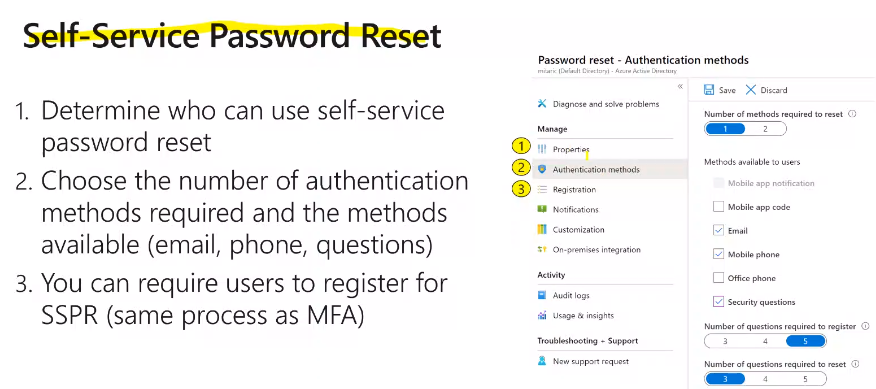 Self-Service Password Reset
1. Determine who can use self-service
password reset
2. Choose the number of authentication
methods required and the methods
available (email, phone, questions)
3. You can require users to register for
SSPR (same process as MFA)
Password reset - Authentication methods
milaric (Default Directory) - Azure Active Directory
«
Diagnose and solve problems
Manage
1 Properties
2 Authentication methods
3 Registration
Notifications
Customization
On-premises integration
Activity
Audit logs
Usage & insights
Troubleshooting + Support
New support request
Save Discard
Number of methods required to reset
1 2
Methods available to users
Mobile app notification
Mobile app code
Email
Mobile phone
Office phone
Security questions
Number of questions required to register
3 4 5
Number of questions required to reset
3 4 5